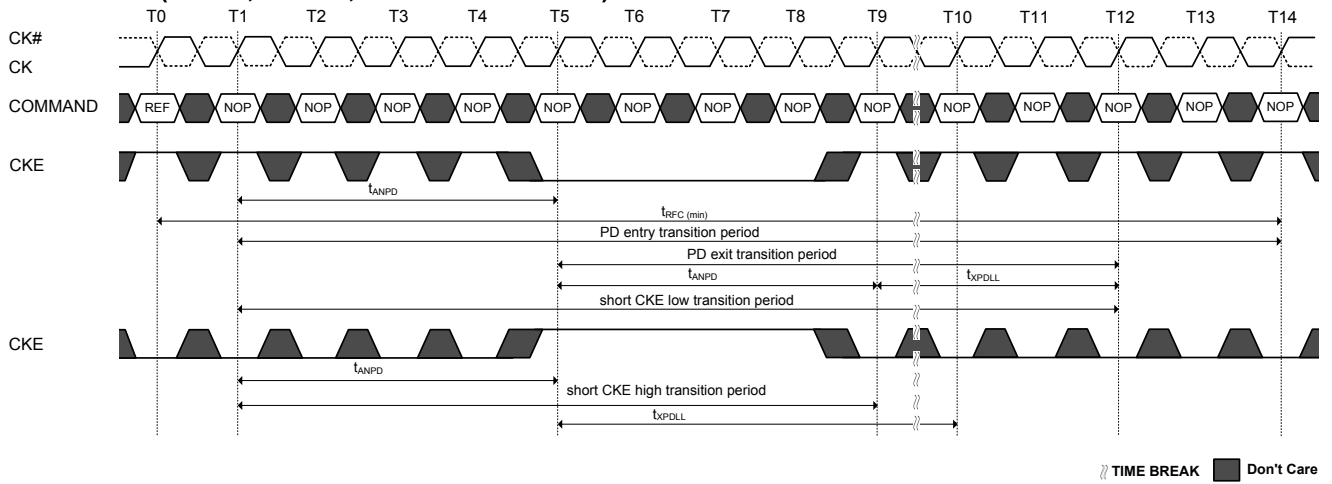 T0 T1 T2 T3 T4 T5 T6 T7 T8 T9 T10 T11 T12 T13 T14
CK#
CK
COMMAND REF NOP NOP NOP NOP NOP NOP NOP NOP NOP NOP NOP NOP NOP NOP
CKE
tANPD
tRFC (min)
PD entry transition period
PD exit transition period
tANPD tXPDLL
short CKE low transition period
CKE
tANPD
short CKE high transition period
tXPDLL
TIME BREAK Don't Care